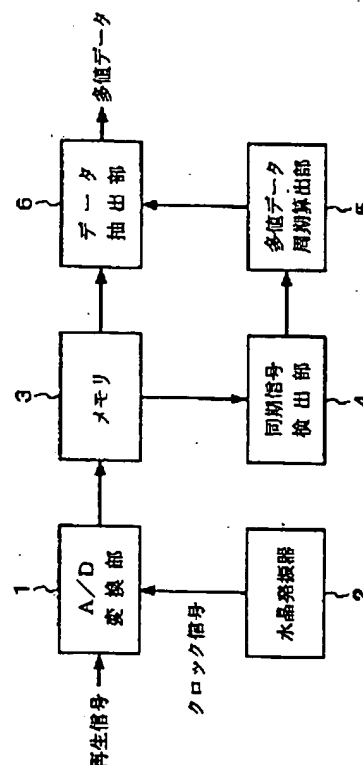 再生信号
1
A/D
変換部
クロック信号
水晶発振器
2
3
メモリ
同期信号
検出部
4
6
データ
抽出部
多値データ
多値データ
周期算出部
5